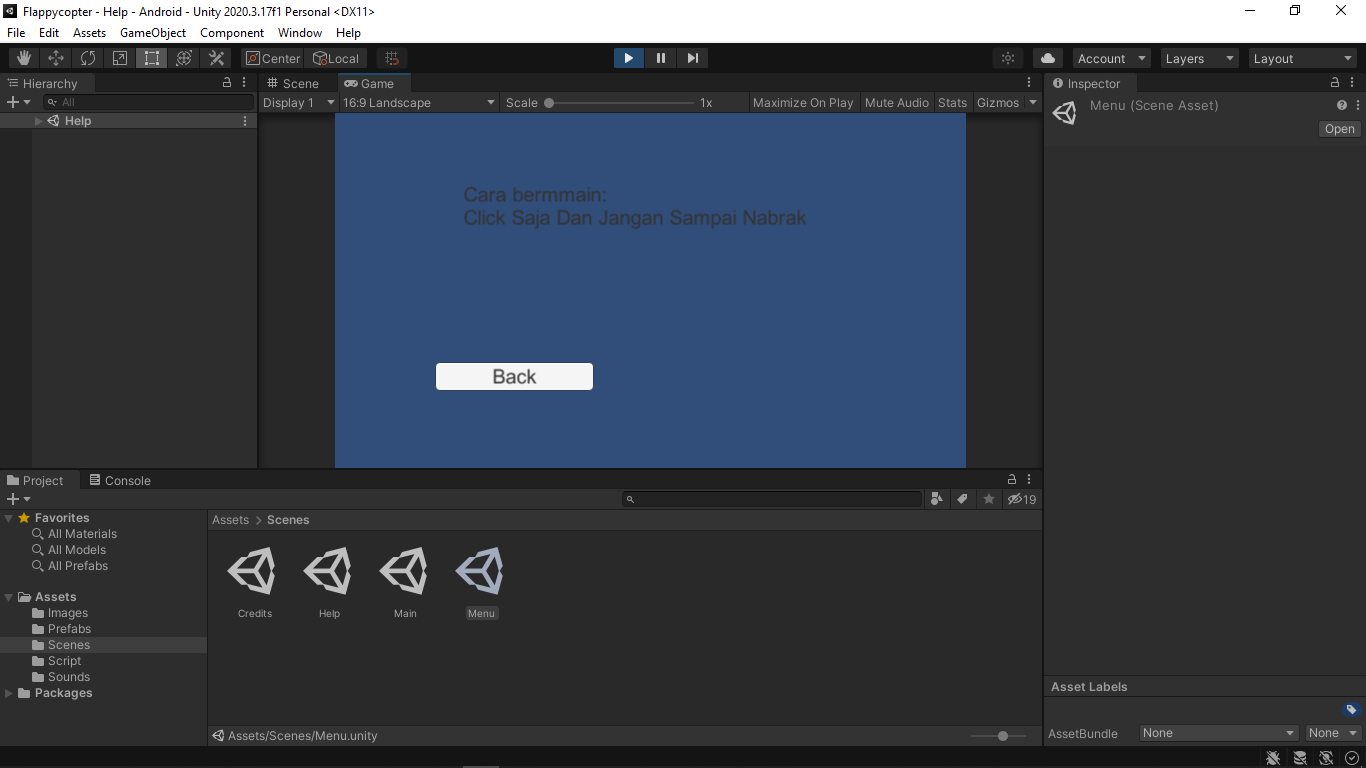 Flappycopter - Help - Android - Unity 2020.3.17f1 Personal <DX11>
File Edit Assets GameObject Component Window Help
Center Local
Account Layers Layout
Hierarchy
All
Help
Scene Game
Display 1 16:9 Landscape Scale 1x Maximize On Play Mute Audio Stats Gizmos
Cara bermmain:
Click Saja Dan Jangan Sampai Nabrak
Back
Inspector
Menu (Scene Asset)
Open
Project Console
19
Favorites
All Materials
All Models
All Prefabs
Assets
Images
Prefabs
Scenes
Script
Sounds
Packages
Assets > Scenes
Credits Help Main Menu
Assets/Scenes/Menu.unity
Asset Labels
AssetBundle None None